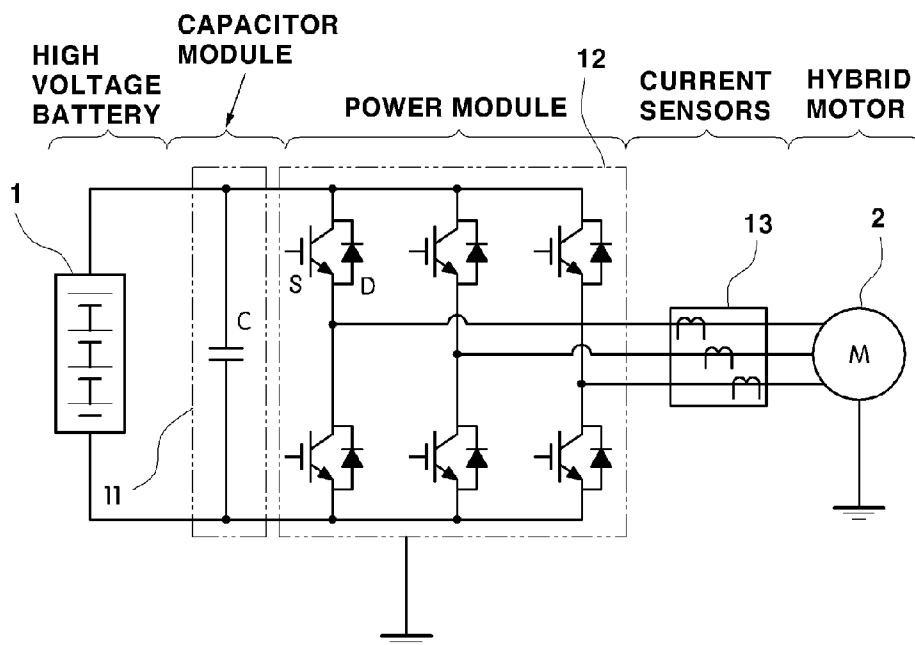 CAPACITOR
MODULE
HIGH
VOLTAGE
BATTERY
POWER MODULE
12
CURRENT
SENSORS
HYBRID
MOTOR
1
13
2
S
D
C
M
11